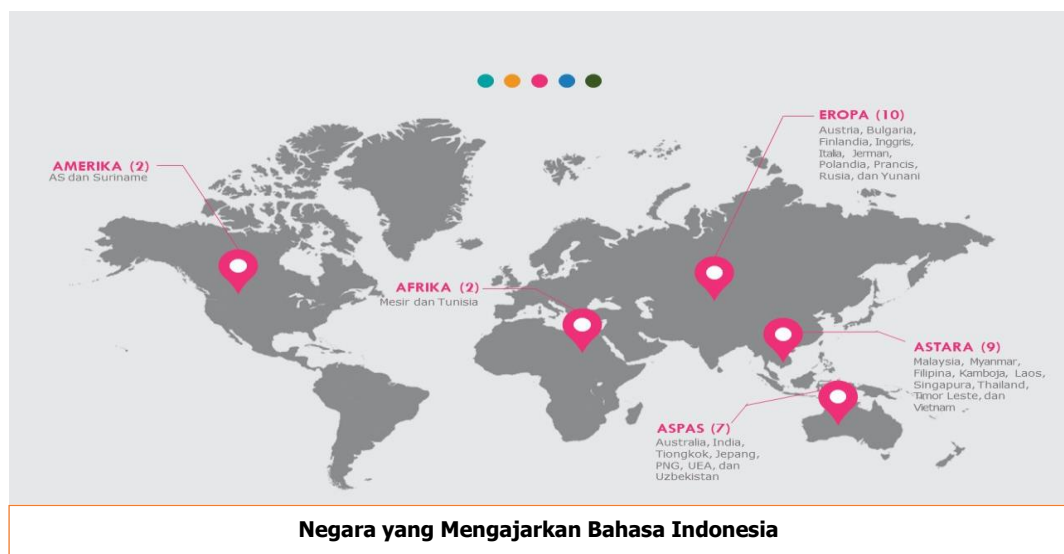 EROPA (10)
Austria, Bulgaria,
Finlandia, Inggris,
Italia, Jerman,
Polandia, Prancis,
Rusia, dan Yunani
AMERIKA (2)
AS dan Suriname
AFRIKA (2)
Mesir dan Tunisia
ASTARA (9)
Malaysia, Myanmar,
Filipina, Kamboja, Laos,
Singapura, Thailand,
Timor Leste, dan
Vietnam
ASPAS (7)
Australia, India,
Tiongkok, Jepang,
PNG, UEA, dan
Uzbekistan
Negara yang Mengajarkan Bahasa Indonesia